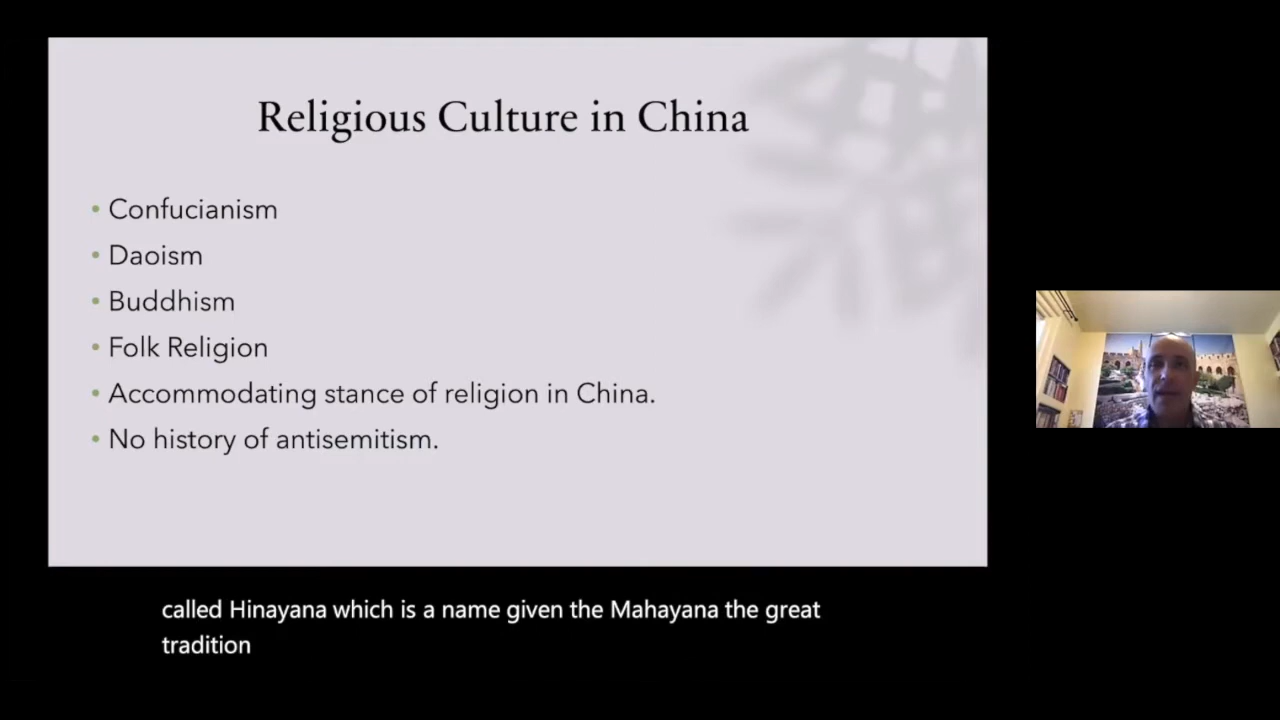 Religious Culture in China
• Confucianism
• Daoism
• Buddhism
• Folk Religion
• Accommodating stance of religion in China.
• No history of antisemitism.
called Hinayana which is a name given the Mahayana the great
tradition